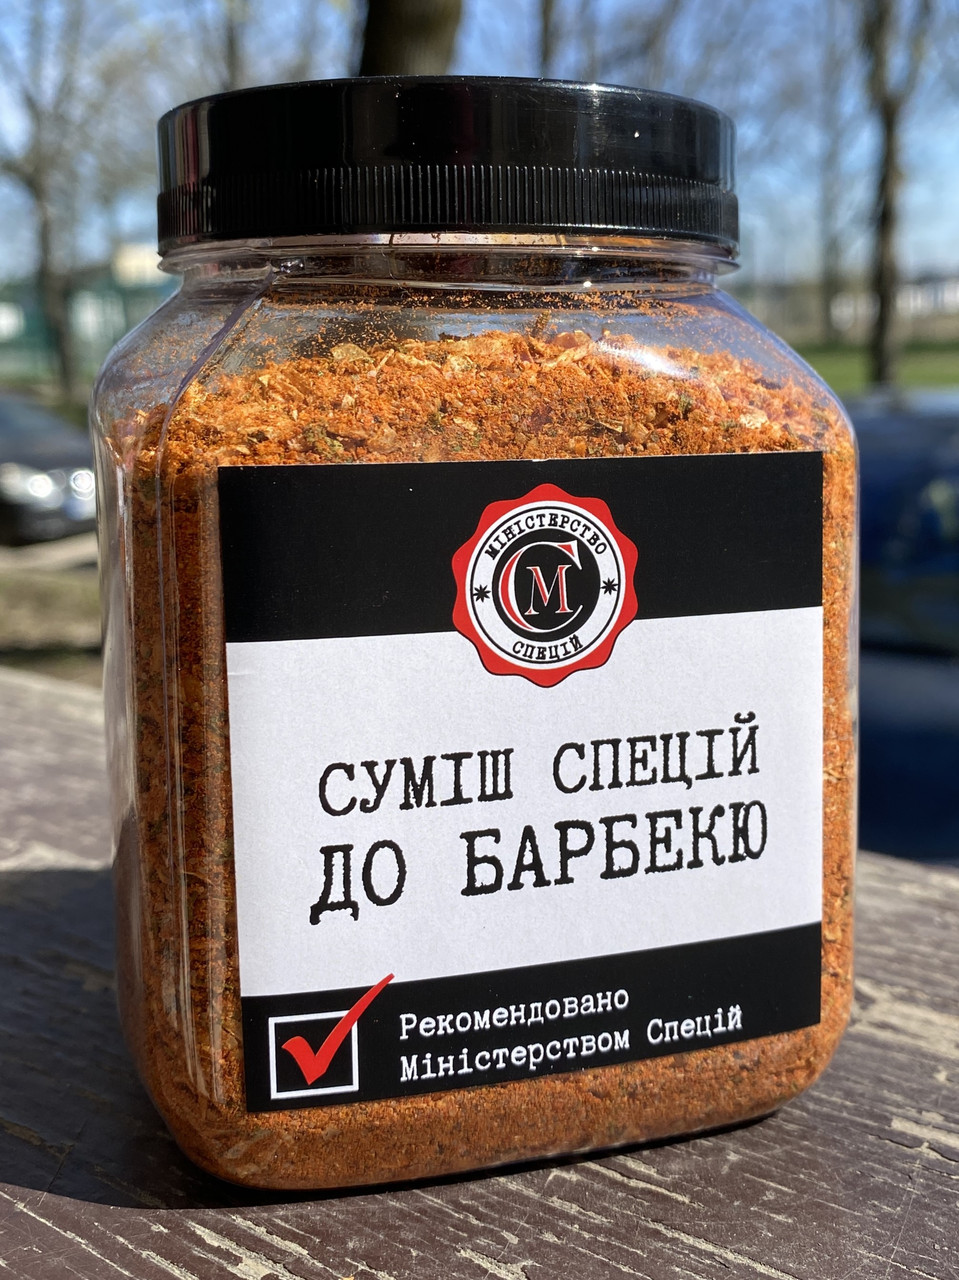 МІНІСТЕРСТВО
СМ
СПЕЦІЙ
СУМІШ СПЕЦІЙ
ДО БАРБЕКЮ
Рекомендовано
Міністерством Спецій